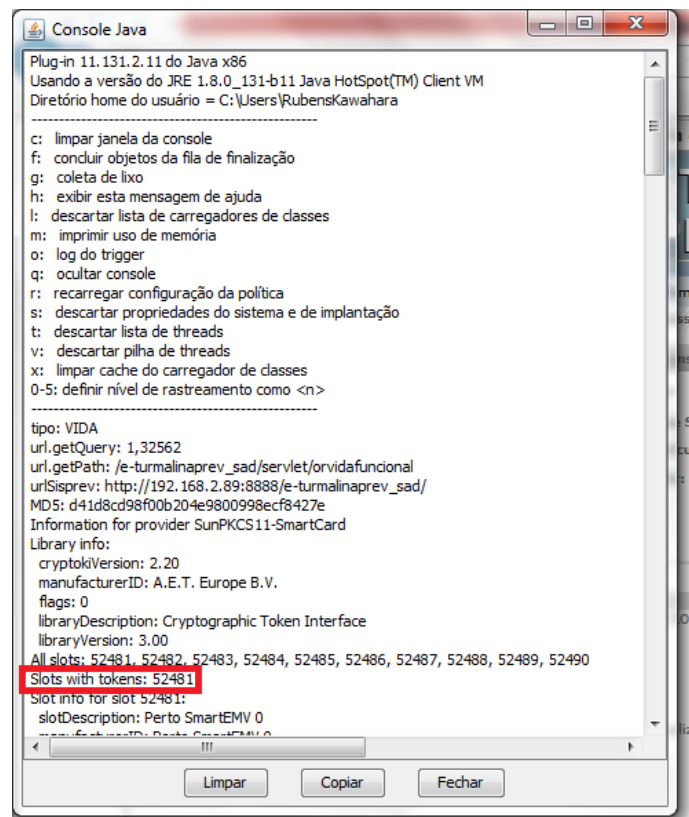 Console Java
Plug-in 11.131.2.11 do Java x86
Usando a versão do JRE 1.8.0_131-b11 Java HotSpot(TM) Client VM
Diretório home do usuário = C:\Users\RubensKawahara
----------------------------------------------------
c:   limpar janela da console
f:   concluir objetos da fila de finalização
g:   coleta de lixo
h:   exibir esta mensagem de ajuda
l:   descartar lista de carregadores de classes
m:   imprimir uso de memória
o:   log do trigger
q:   ocultar console
r:   recarregar configuração da política
s:   descartar propriedades do sistema e de implantação
t:   descartar lista de threads
v:   descartar pilha de threads
x:   limpar cache do carregador de classes
0-5: definir nível de rastreamento como <n>
----------------------------------------------------
tipo: VIDA
url.getQuery: 1,32562
url.getPath: /e-turmalinaprev_sad/servlet/orvidafuncional
urlSisprev: http://192.168.2.89:8888/e-turmalinaprev_sad/
MD5: d41d8cd98f00b204e9800998ecf8427e
Information for provider SunPKCS11-SmartCard
Library info:
  cryptokiVersion: 2.20
  manufacturerID: A.E.T. Europe B.V.
  flags: 0
  libraryDescription: Cryptographic Token Interface
  libraryVersion: 3.00
All slots: 52481, 52482, 52483, 52484, 52485, 52486, 52487, 52488, 52489, 52490
Slots with tokens: 52481
Slot info for slot 52481:
  slotDescription: Perto SmartEMV 0
  manufacturerID: Perto SmartEMV 0
Limpar
Copiar
Fechar